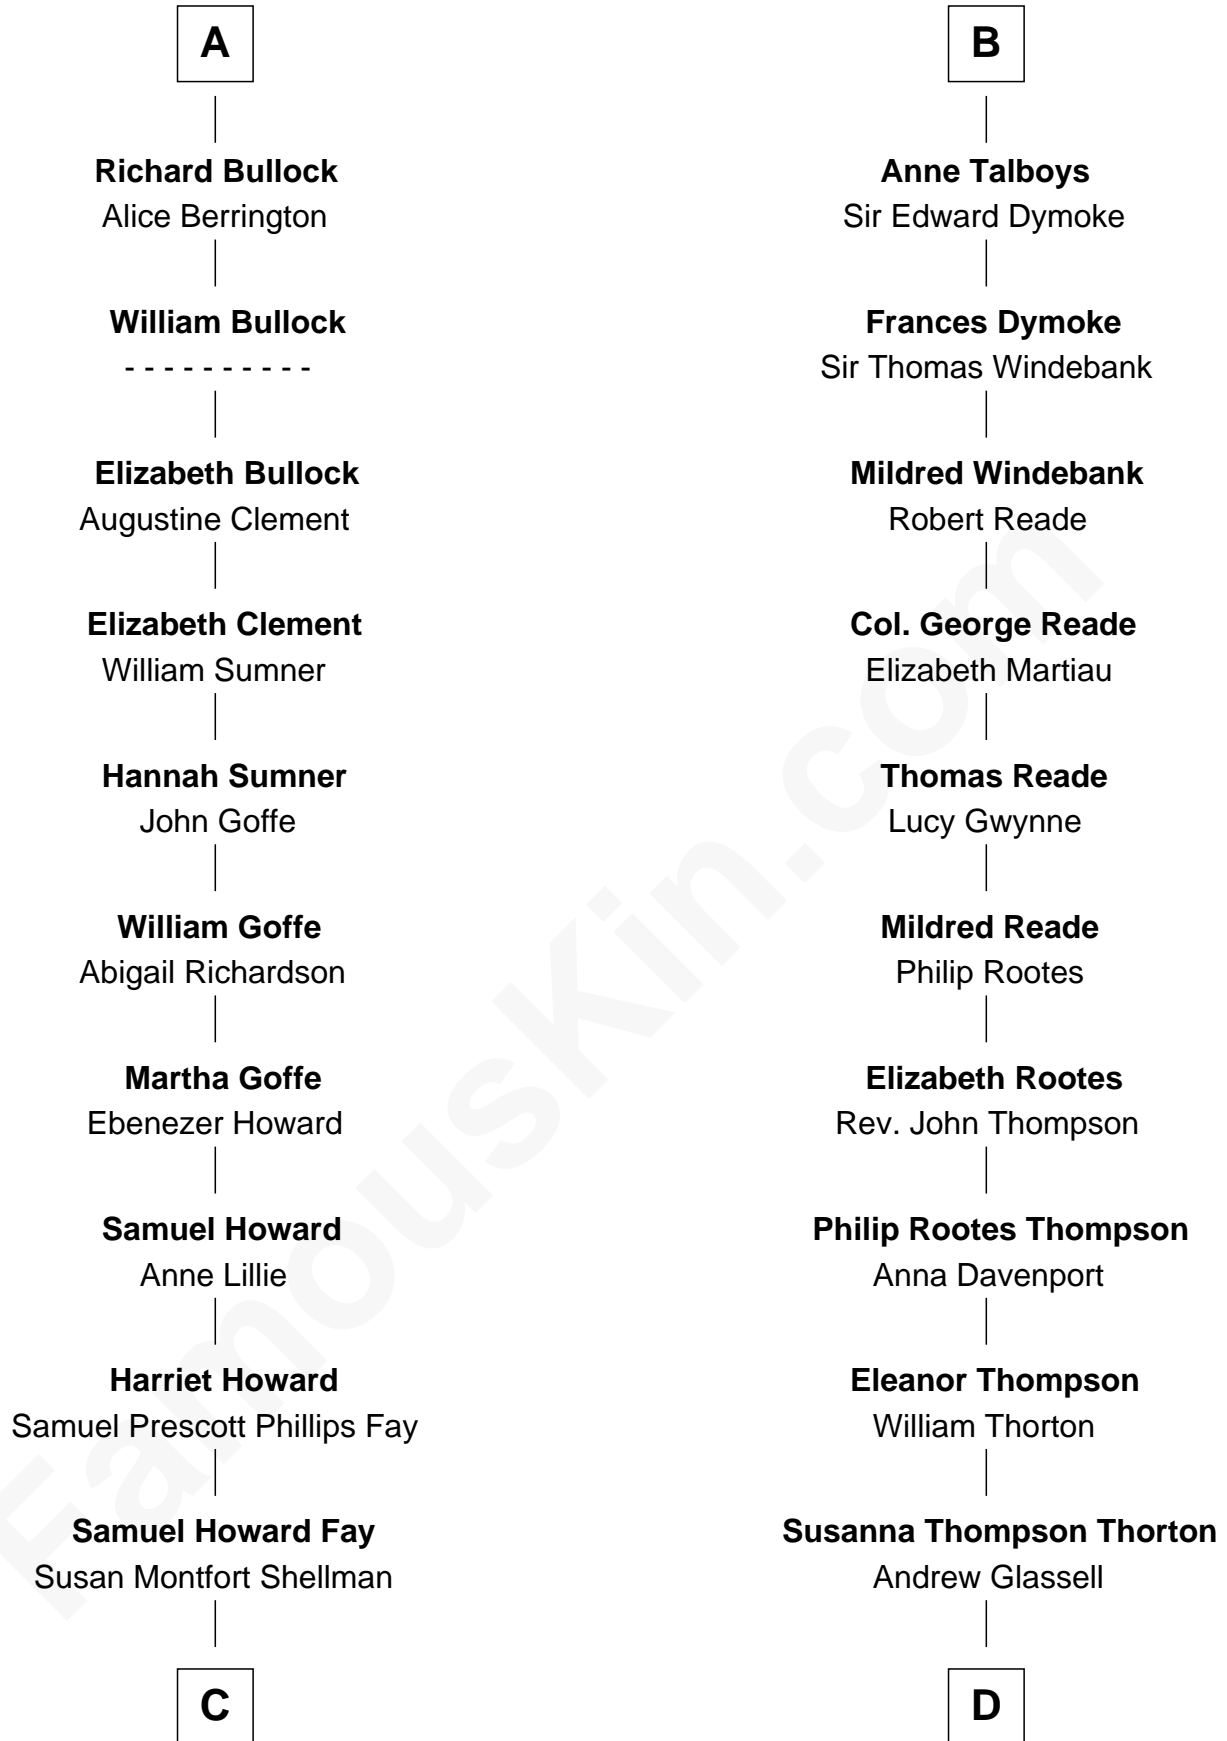 A
Richard Bullock
Alice Berrington
William Bullock
- - - - - - - - - -
Elizabeth Bullock
Augustine Clement
Elizabeth Clement
William Sumner
Hannah Sumner
John Goffe
William Goffe
Abigail Richardson
Martha Goffe
Ebenezer Howard
Samuel Howard
Anne Lillie
Harriet Howard
Samuel Prescott Phillips Fay
Samuel Howard Fay
Susan Montfort Shellman
C
B
Anne Talboys
Sir Edward Dymoke
Frances Dymoke
Sir Thomas Windebank
Mildred Windebank
Robert Reade
Col. George Reade
Elizabeth Martiau
Thomas Reade
Lucy Gwynne
Mildred Reade
Philip Rootes
Elizabeth Rootes
Rev. John Thompson
Philip Rootes Thompson
Anna Davenport
Eleanor Thompson
William Thorton
Susanna Thompson Thorton
Andrew Glassell
D
FamousKin.com